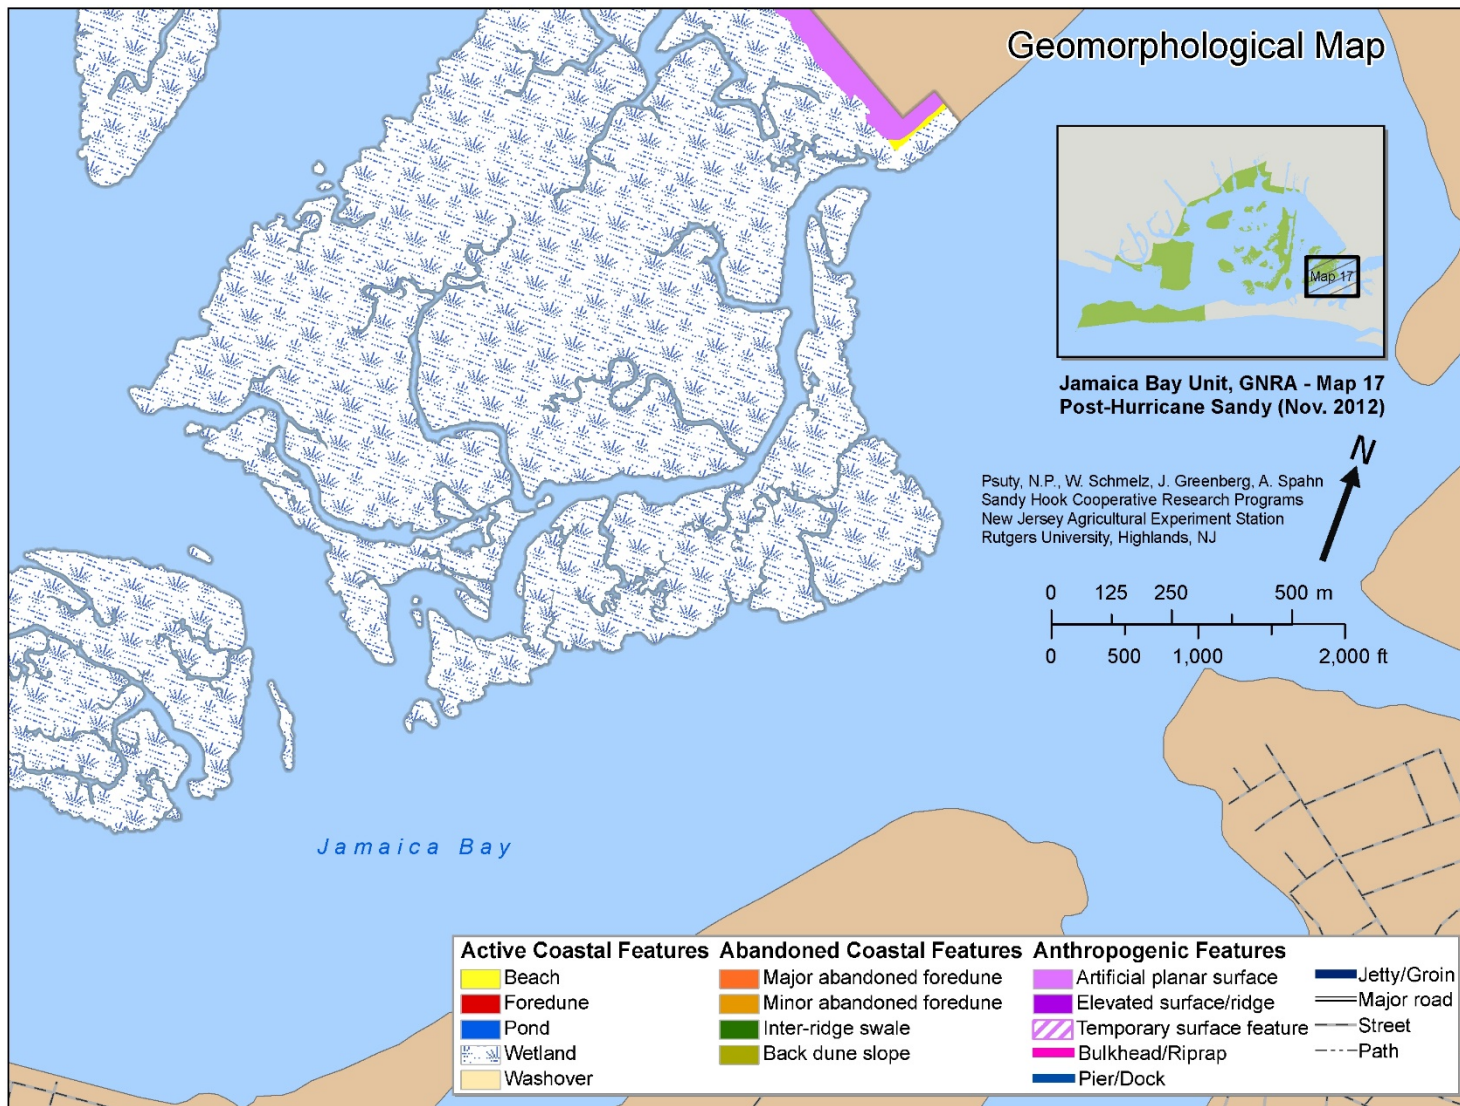 Geomorphological Map
Map 17
Jamaica Bay Unit, GNRA - Map 17
Post-Hurricane Sandy (Nov. 2012)
N
Psuty, N.P., W. Schmelz, J. Greenberg, A. Spahn
Sandy Hook Cooperative Research Programs
New Jersey Agricultural Experiment Station
Rutgers University, Highlands, NJ
0 125 250 500 m
0 500 1,000 2,000 ft
Jamaica Bay
Active Coastal Features
Beach
Foredune
Pond
Wetland
Washover
Abandoned Coastal Features
Major abandoned foredune
Minor abandoned foredune
Inter-ridge swale
Back dune slope
Anthropogenic Features
Artificial planar surface
Elevated surface/ridge
Temporary surface feature
Bulkhead/Riprap
Pier/Dock
Jetty/Groin
Major road
Street
Path